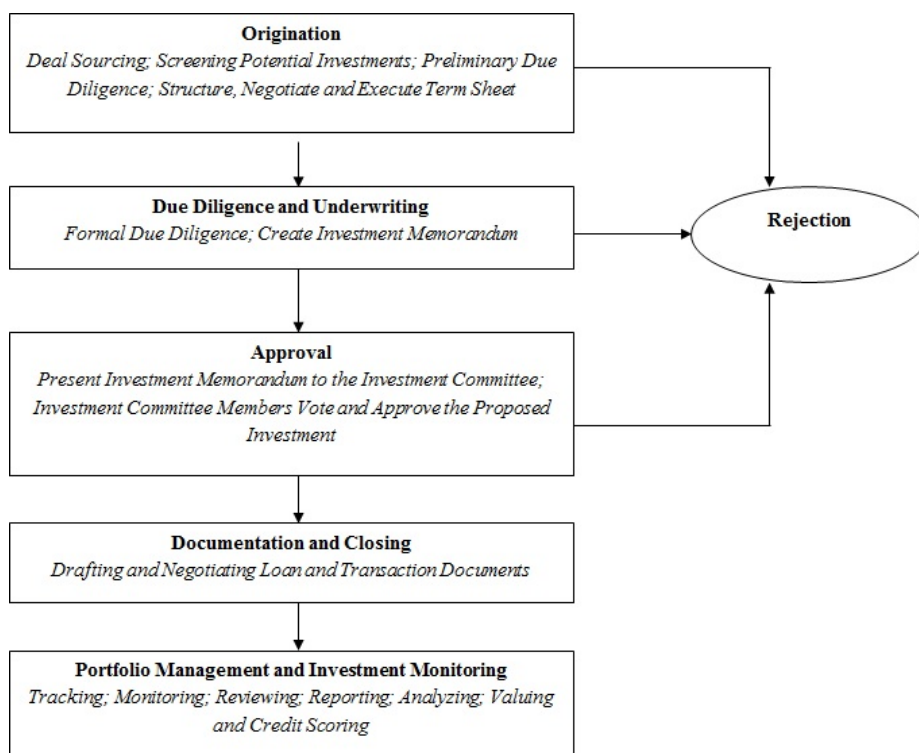 Origination
Deal Sourcing; Screening Potential Investments; Preliminary Due
Diligence; Structure, Negotiate and Execute Term Sheet
Due Diligence and Underwriting
Formal Due Diligence; Create Investment Memorandum
Rejection
Approval
Present Investment Memorandum to the Investment Committee;
Investment Committee Members Vote and Approve the Proposed
Investment
Documentation and Closing
Drafting and Negotiating Loan and Transaction Documents
Portfolio Management and Investment Monitoring
Tracking; Monitoring; Reviewing; Reporting; Analyzing; Valuing
and Credit Scoring